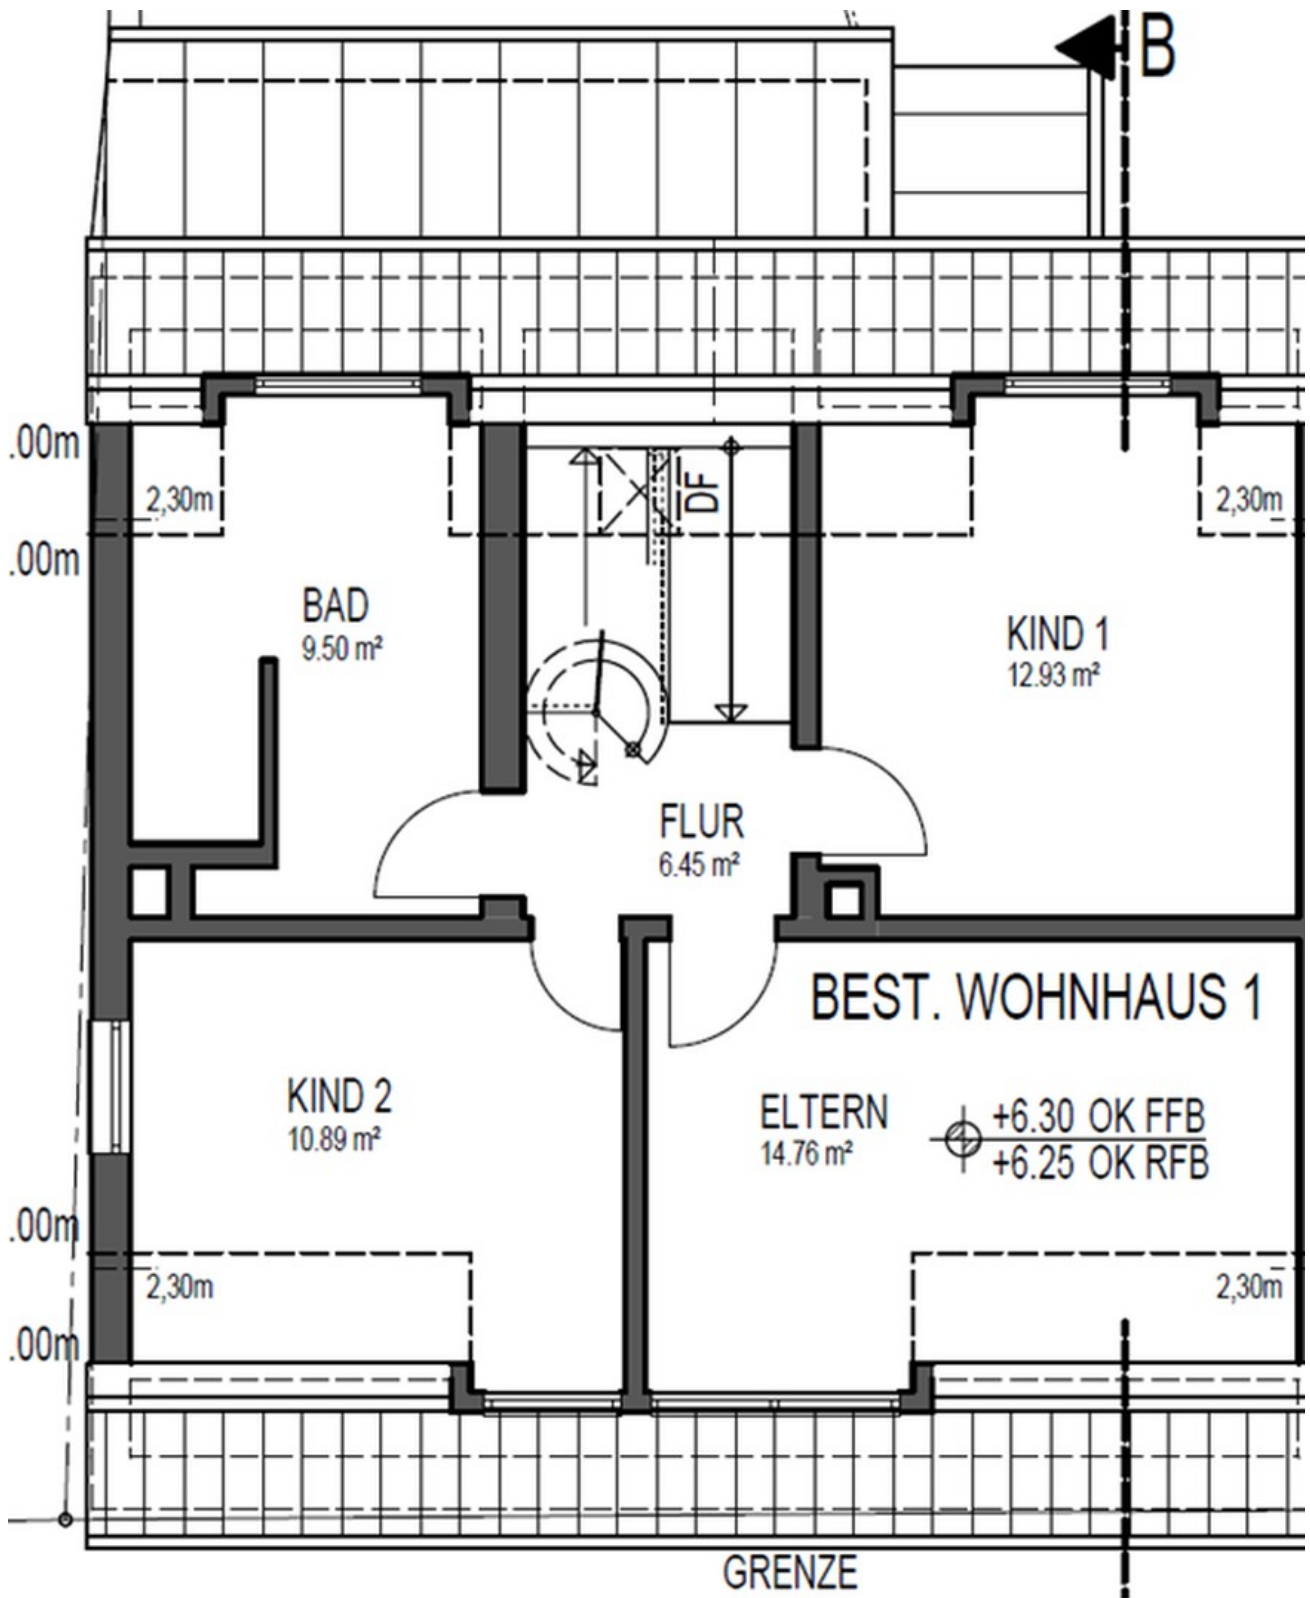 B
.00m
2,30m
.00m
DF
2,30m
BAD
9.50 m²
KIND 1
12.93 m²
FLUR
6.45 m²
BEST. WOHNHAUS 1
KIND 2
10.89 m²
ELTERN
14.76 m²
+6.30 OK FFB
+6.25 OK RFB
.00m
2,30m
2,30m
.00m
GRENZE